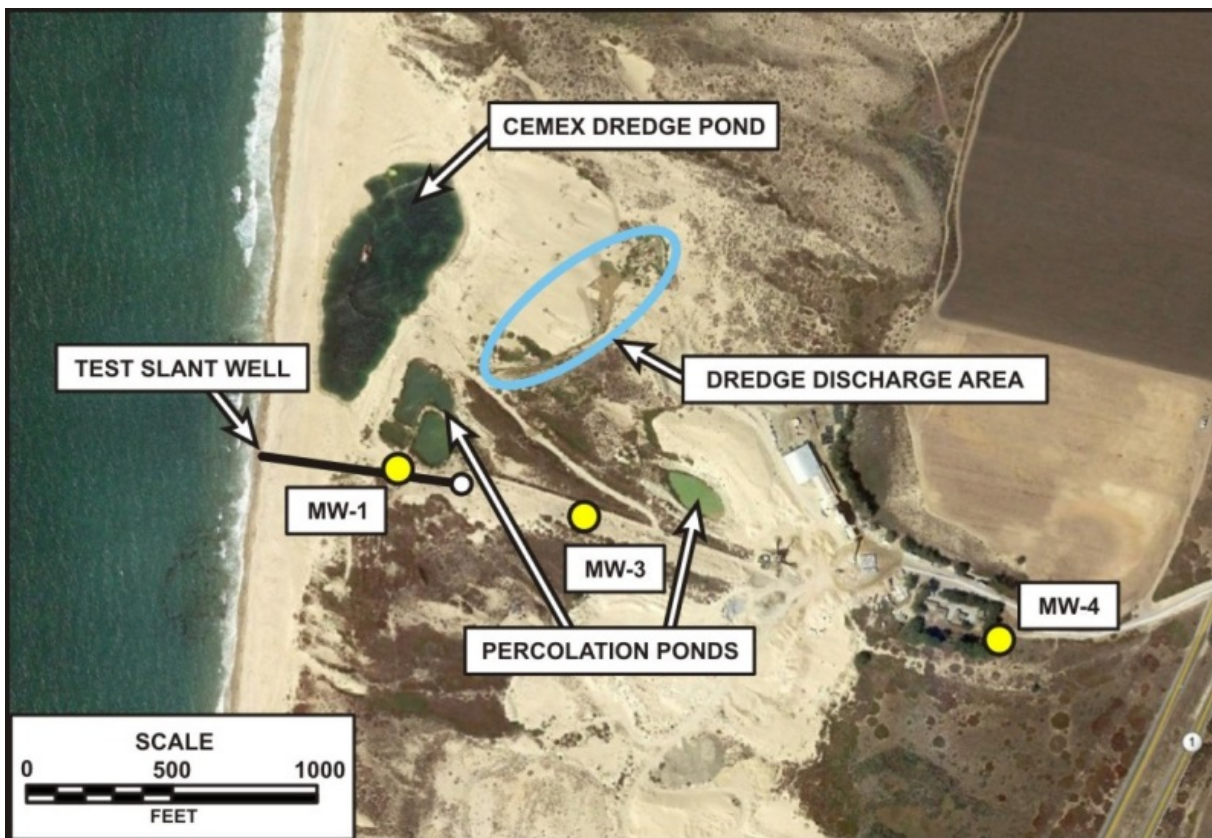 CEMEX DREDGE POND
TEST SLANT WELL
DREDGE DISCHARGE AREA
MW-1
MW-3
MW-4
PERCOLATION PONDS
1
SCALE
0 500 1000
FEET